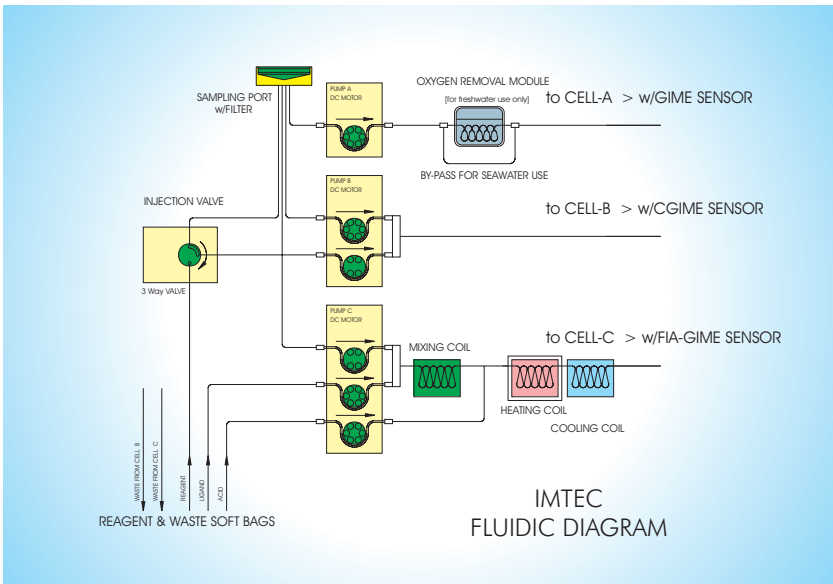 SAMPLING PORT
w/FILTER
PUMP A
DC MOTOR
OXYGEN REMOVAL MODULE
[for freshwater use only]
to CELL-A > w/GIME SENSOR
BY-PASS FOR SEAWATER USE
PUMP B
DC MOTOR
INJECTION VALVE
to CELL-B > w/CGIME SENSOR
3 Way VALVE
PUMP C
DC MOTOR
to CELL-C > w/FIA-GIME SENSOR
MIXING COIL
HEATING COIL
COOLING COIL
WASTE FROM CELL B
WASTE FROM CELL C
REAGENT
LIGAND
ACID
REAGENT & WASTE SOFT BAGS
IMTEC
FLUIDIC DIAGRAM